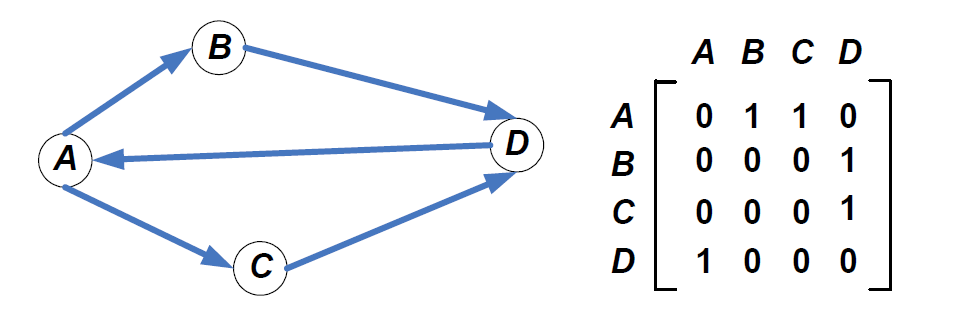 B
A
D
C
A B C D
A 0 1 1 0
B 0 0 0 1
C 0 0 0 1
D 1 0 0 0